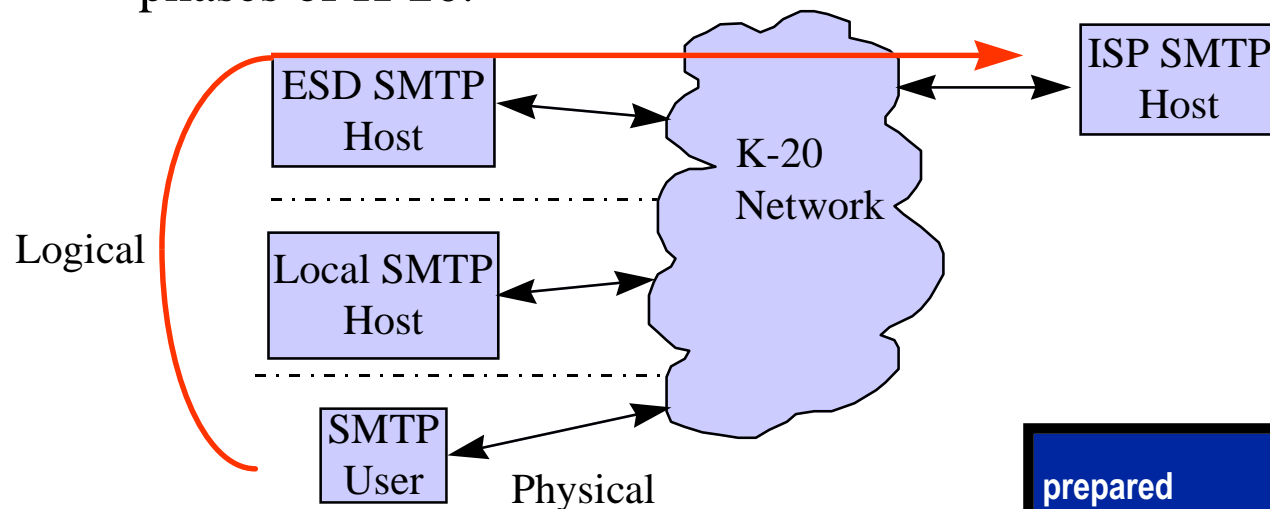 ESD SMTP
Host
ISP SMTP
Host
K-20
Network
Logical
Local SMTP
Host
SMTP
User
Physical
prepared